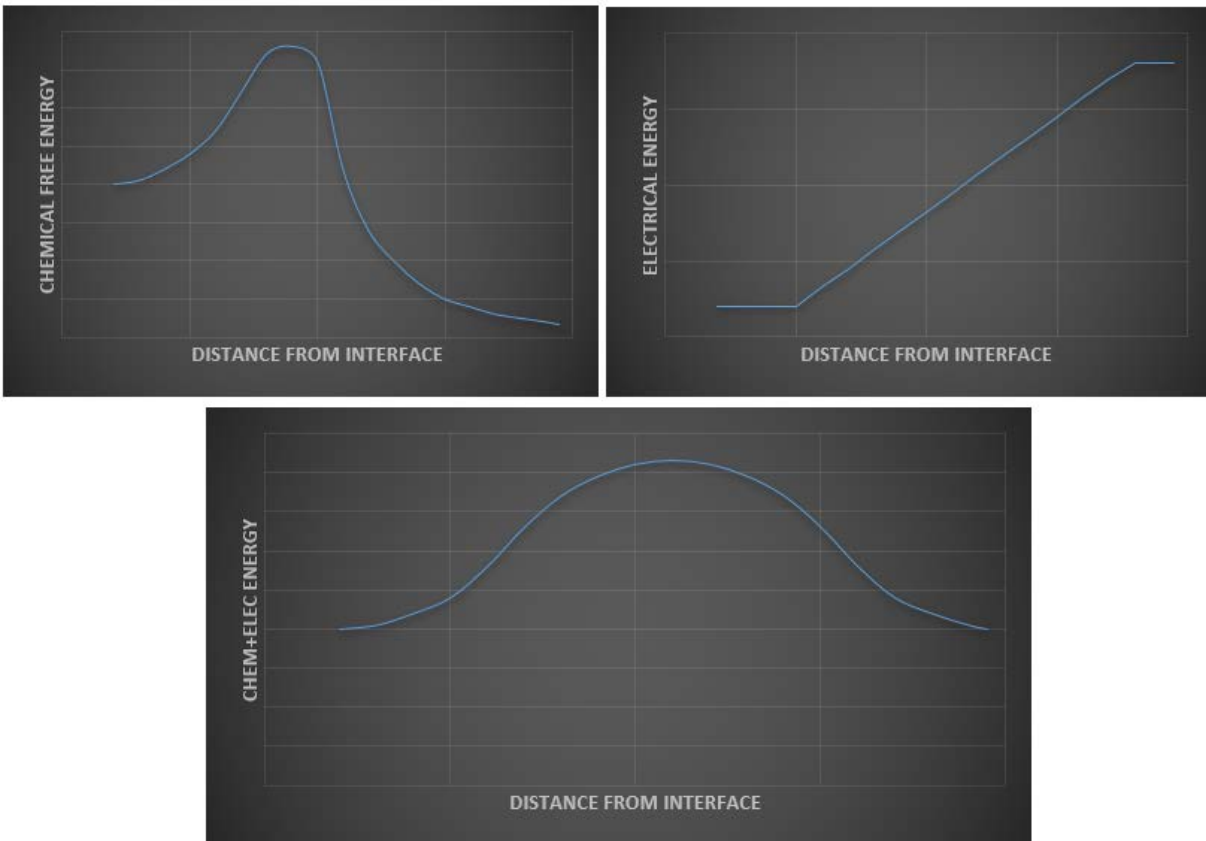 CHEMICAL FREE ENERGY
DISTANCE FROM INTERFACE
ELECTRICAL ENERGY
DISTANCE FROM INTERFACE
CHEM+ELEC ENERGY
DISTANCE FROM INTERFACE